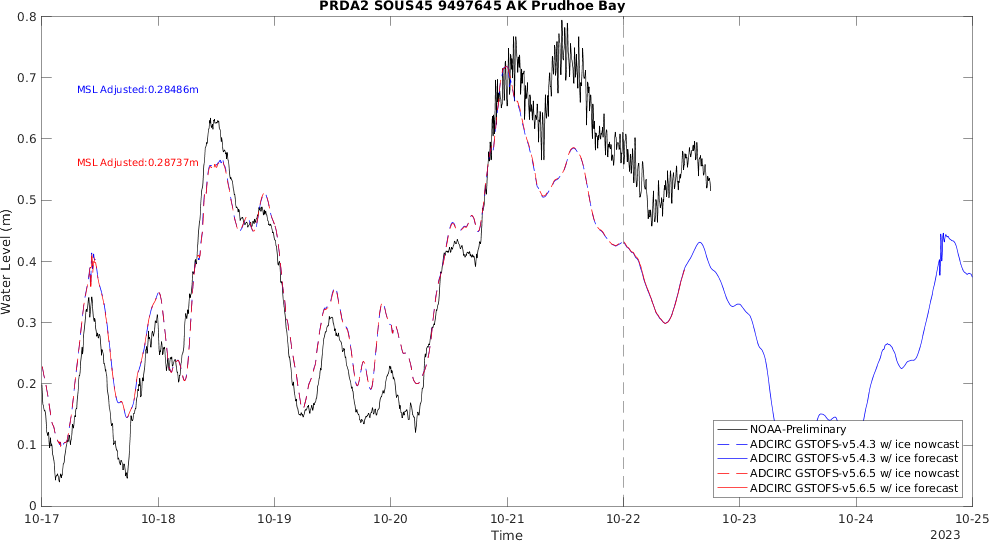 PRDA2 SOUS45 9497645 AK Prudhoe Bay
0.8
0.7
0.6
0.5
0.4
0.3
0.2
0.1
0
Water Level (m)
MSL Adjusted:0.28486m
MSL Adjusted:0.28737m
NOAA-Preliminary
ADCIRC GSTOFS-v5.4.3 w/ ice nowcast
ADCIRC GSTOFS-v5.4.3 w/ ice forecast
ADCIRC GSTOFS-v5.6.5 w/ ice nowcast
ADCIRC GSTOFS-v5.6.5 w/ ice forecast
10-17 10-18 10-19 10-20 10-21 10-22 10-23 10-24 10-25
Time
2023